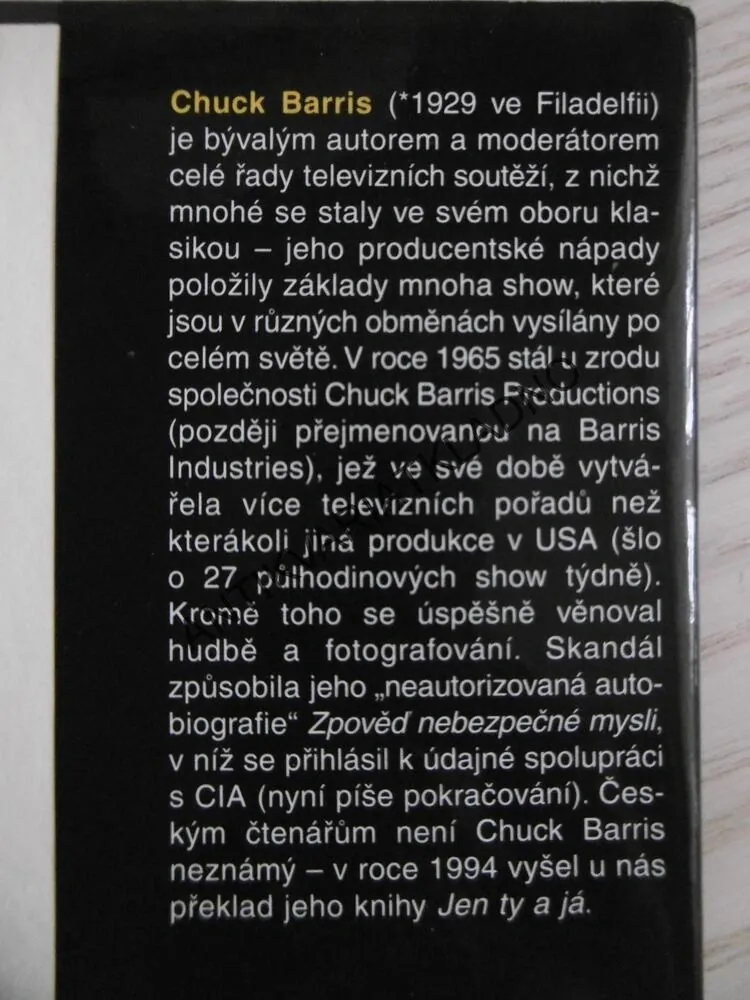 Chuck Barris (*1929 ve Filadelfii)
je bývalým autorem a moderátorem
celé řady televizních soutěží, z nichž
mnohé se staly ve svém oboru kla-
sikou – jeho producentské nápady
položily základy mnoha show, které
jsou v různých obměnách vysílány po
celém světě. V roce 1965 stál u zrodu
společnosti Chuck Barris Productions
(později přejmenovanou na Barris
Industries), jež ve své době vytvá-
řela více televizních pořadů než
kterákoli jiná produkce v USA (šlo
o 27 půlhodinových show týdně).
Kromě toho se úspěšně věnoval
hudbě a fotografování. Skandál
způsobila jeho „neautorizovaná auto-
biografie“ Zpověď nebezpečné mysli,
v níž se přihlásil k údajné spolupráci
s CIA (nyní píše pokračování). Čes-
kým čtenářům není Chuck Barris
neznámý – v roce 1994 vyšel u nás
překlad jeho knihy Jen ty a já.
ANTIKVARIAT KLADNO